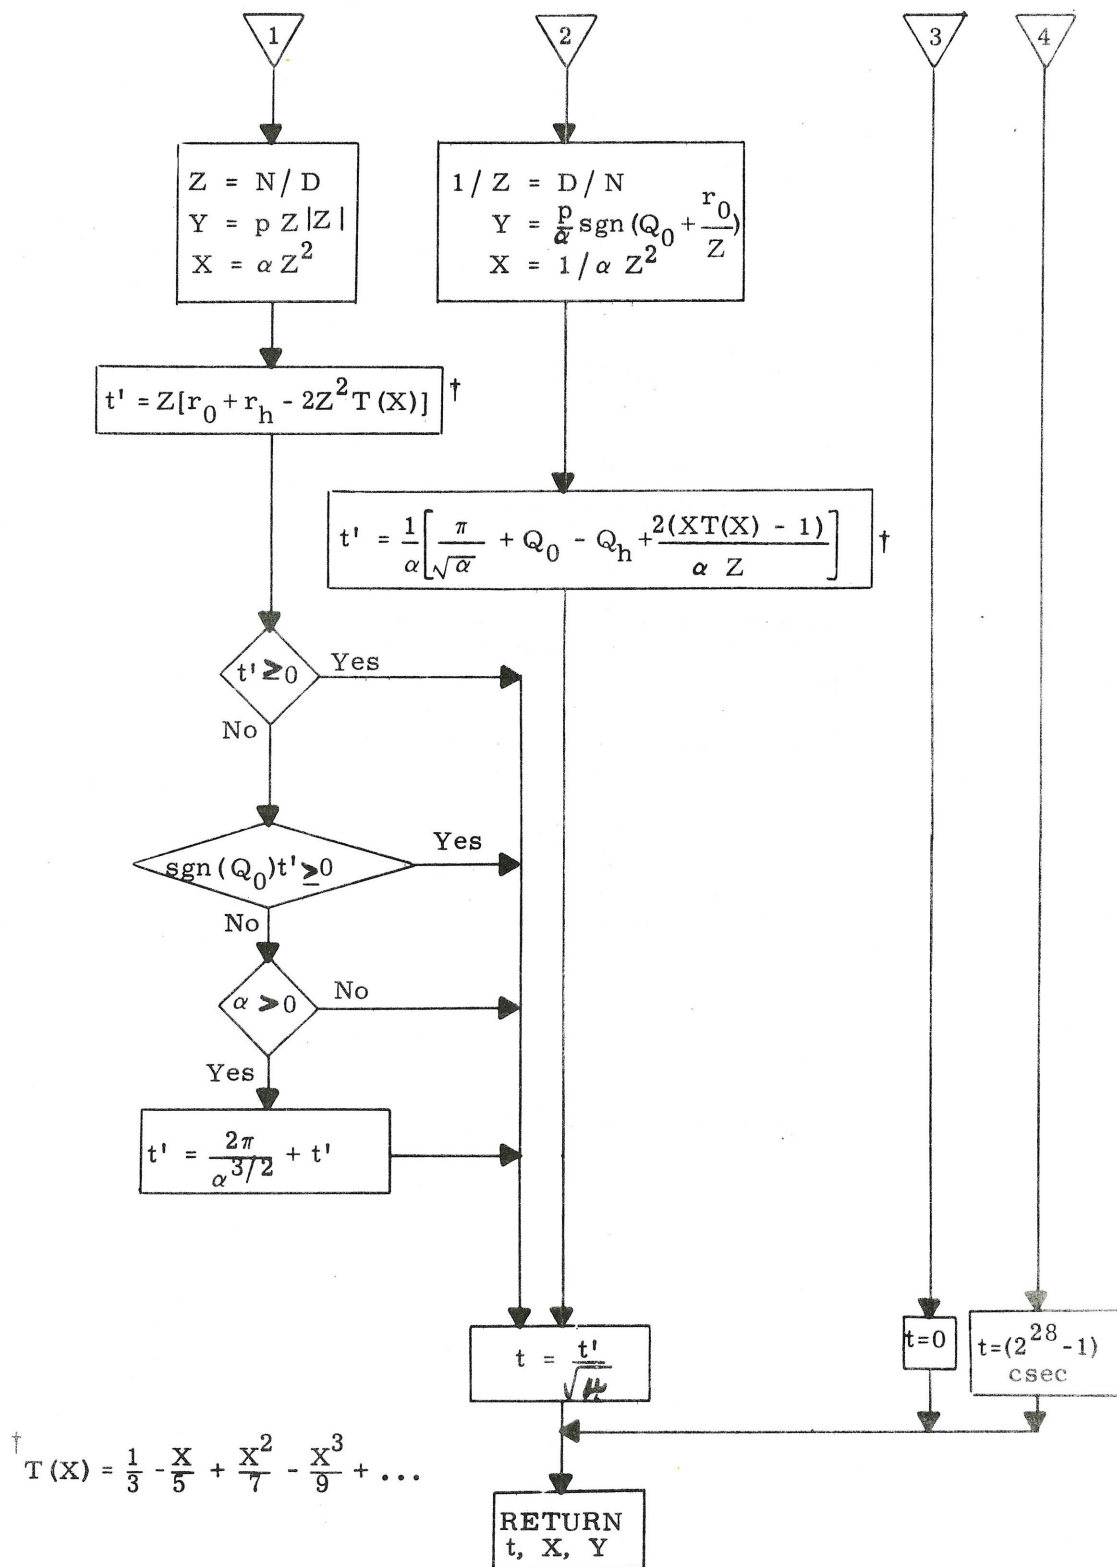 1
2
3
4
Z = N/D
Y = p Z|Z|
X = α Z²
1/Z = D/N
Y = p/α sgn(Q₀ + r₀/Z)
X = 1/α Z²
t' = Z[r₀ + r_h - 2Z² T(X)] †
t' = 1/α [π/√α + Q₀ - Q_h + 2(XT(X) - 1)/α Z] †
t' ≥ 0
Yes
No
sgn(Q₀)t' ≥ 0
Yes
No
α > 0
No
Yes
t' = 2π/α^3/2 + t'
t = t'/√μ
t=0
t=(2²⁸ -1)
csec
† T(X) = 1/3 - X/5 + X²/7 - X³/9 + ...
RETURN
t, X, Y